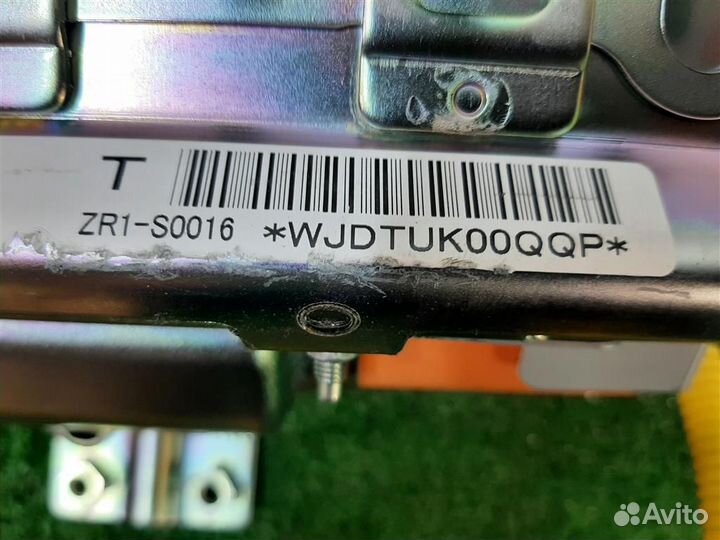 T
ZR1-S0016
*WJDTUK00QQP*
Avito